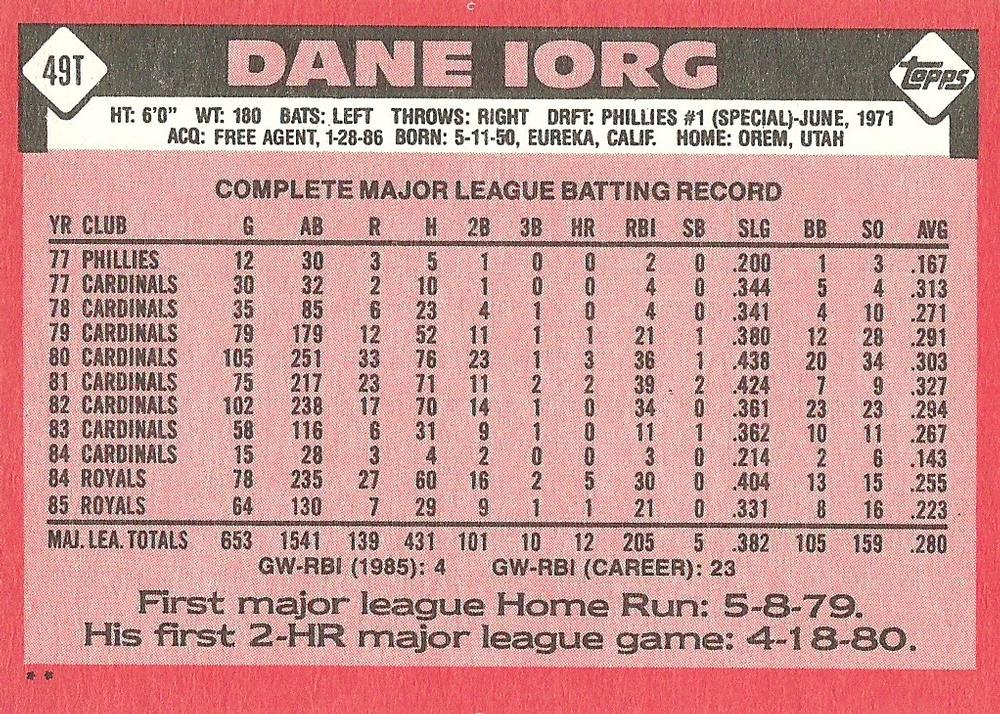 49T DANE IORG topps
HT: 6'0" WT: 180 BATS: LEFT THROWS: RIGHT DRFT: PHILLIES #1 (SPECIAL)-JUNE, 1971
ACQ: FREE AGENT, 1-28-86 BORN: 5-11-50, EUREKA, CALIF. HOME: OREM, UTAH
COMPLETE MAJOR LEAGUE BATTING RECORD
YR CLUB G AB R H 2B 3B HR RBI SB SLG BB SO AVG
77 PHILLIES 12 30 3 5 1 0 0 2 0 .200 1 3 .167
77 CARDINALS 30 32 2 10 1 0 0 4 0 .344 5 4 .313
78 CARDINALS 35 85 6 23 4 1 0 4 0 .341 4 10 .271
79 CARDINALS 79 179 12 52 11 1 1 21 1 .380 12 28 .291
80 CARDINALS 105 251 33 76 23 1 3 36 1 .438 20 34 .303
81 CARDINALS 75 217 23 71 11 2 2 39 2 .424 7 9 .327
82 CARDINALS 102 238 17 70 14 1 0 34 0 .361 23 23 .294
83 CARDINALS 58 116 6 31 9 1 0 11 1 .362 10 11 .267
84 CARDINALS 15 28 3 4 2 0 0 3 0 .214 2 6 .143
84 ROYALS 78 235 27 60 16 2 5 30 0 .404 13 15 .255
85 ROYALS 64 130 7 29 9 1 1 21 0 .331 8 16 .223
MAJ. LEA. TOTALS 653 1541 139 431 101 10 12 205 5 .382 105 159 .280
GW-RBI (1985): 4 GW-RBI (CAREER): 23
First major league Home Run: 5-8-79.
His first 2-HR major league game: 4-18-80.
**